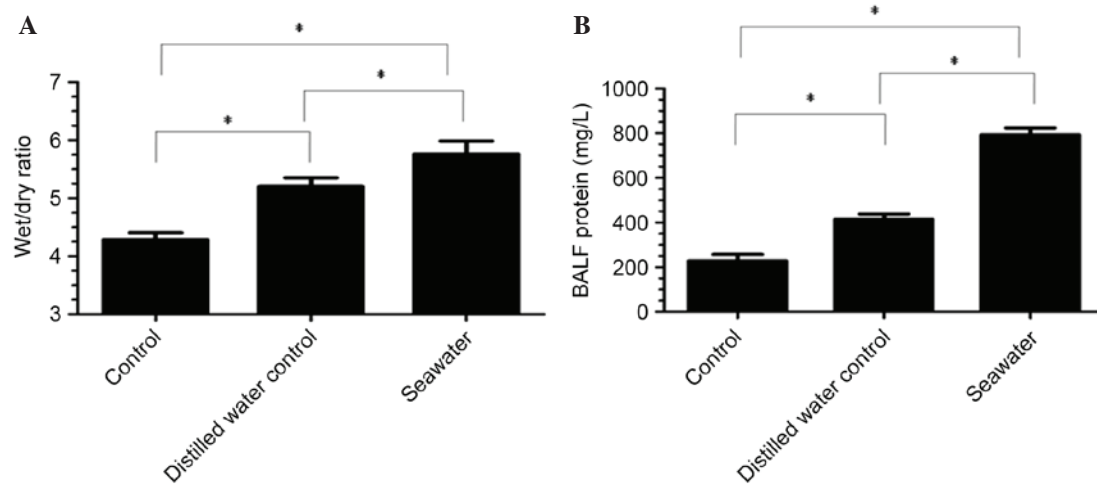 A
*
*
*
Wet/dry ratio
7
6
5
4
3
Control
Distilled water control
Seawater
B
*
*
*
BALF protein (mg/L)
1000
800
600
400
200
0
Control
Distilled water control
Seawater